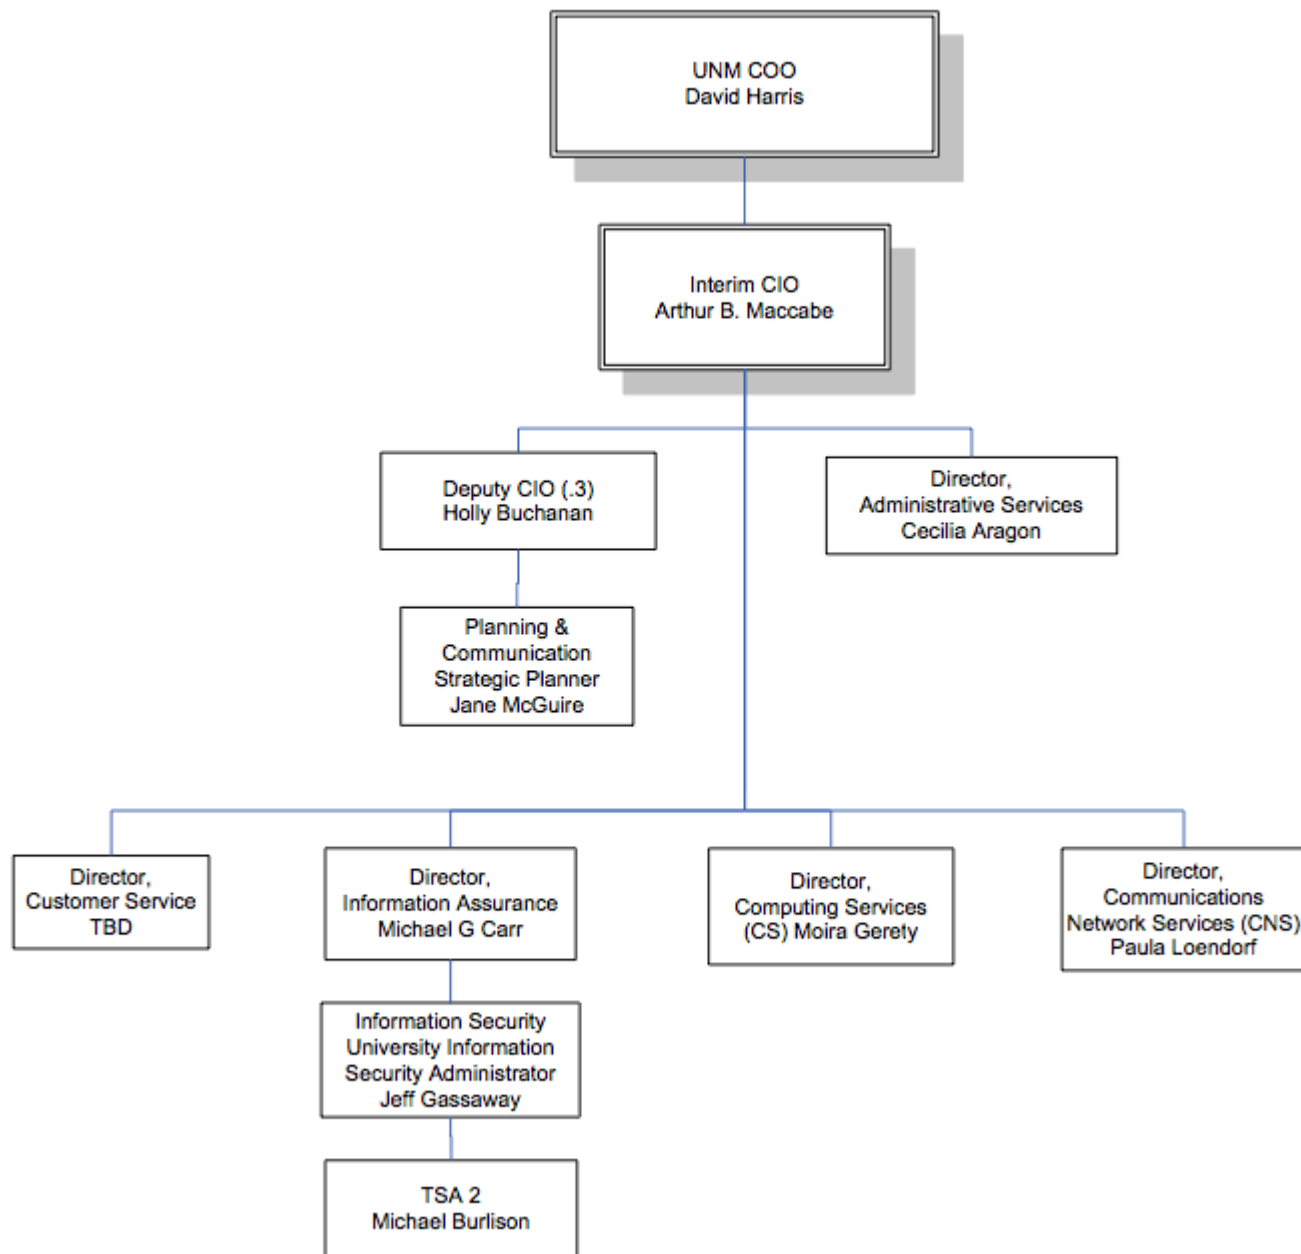 UNM COO
David Harris
Interim CIO
Arthur B. Maccabe
Deputy CIO (.3)
Holly Buchanan
Director,
Administrative Services
Cecilia Aragon
Planning &
Communication
Strategic Planner
Jane McGuire
Director,
Customer Service
TBD
Director,
Information Assurance
Michael G Carr
Director,
Computing Services
(CS) Moira Gerety
Director,
Communications
Network Services (CNS)
Paula Loendorf
Information Security
University Information
Security Administrator
Jeff Gassaway
TSA 2
Michael Burlison